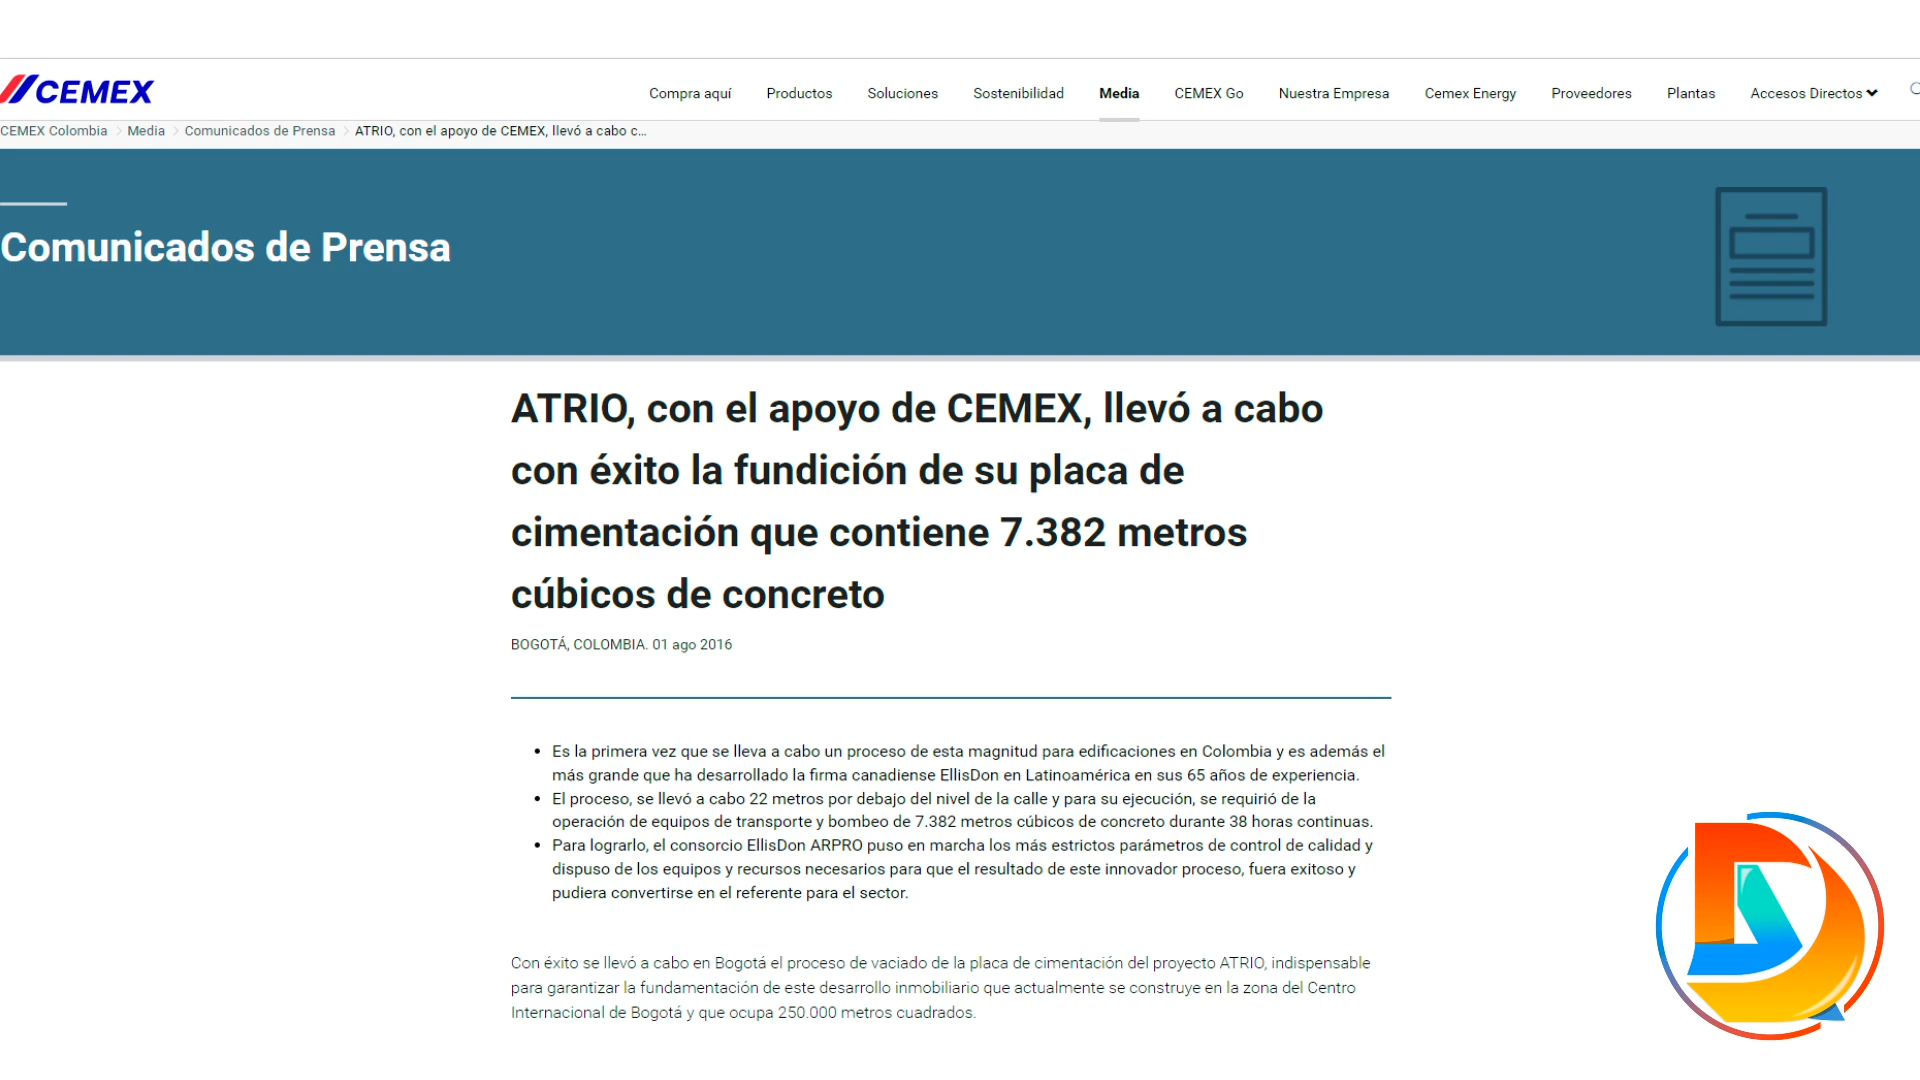 CEMEX
Compra aquí
Productos
Soluciones
Sostenibilidad
Media
CEMEX Go
Nuestra Empresa
Cemex Energy
Proveedores
Plantas
Accesos Directos
CEMEX Colombia
Media
Comunicados de Prensa
ATRIO, con el apoyo de CEMEX, llevó a cabo c...
Comunicados de Prensa
ATRIO, con el apoyo de CEMEX, llevó a cabo
con éxito la fundición de su placa de
cimentación que contiene 7.382 metros
cúbicos de concreto
BOGOTÁ, COLOMBIA. 01 ago 2016
• Es la primera vez que se lleva a cabo un proceso de esta magnitud para edificaciones en Colombia y es además el
más grande que ha desarrollado la firma canadiense EllisDon en Latinoamérica en sus 65 años de experiencia.
• El proceso, se llevó a cabo 22 metros por debajo del nivel de la calle y para su ejecución, se requirió de la
operación de equipos de transporte y bombeo de 7.382 metros cúbicos de concreto durante 38 horas continuas.
• Para lograrlo, el consorcio EllisDon ARPRO puso en marcha los más estrictos parámetros de control de calidad y
dispuso de los equipos y recursos necesarios para que el resultado de este innovador proceso, fuera exitoso y
pudiera convertirse en el referente para el sector.
Con éxito se llevó a cabo en Bogotá el proceso de vaciado de la placa de cimentación del proyecto ATRIO, indispensable
para garantizar la fundamentación de este desarrollo inmobiliario que actualmente se construye en la zona del Centro
Internacional de Bogotá y que ocupa 250.000 metros cuadrados.